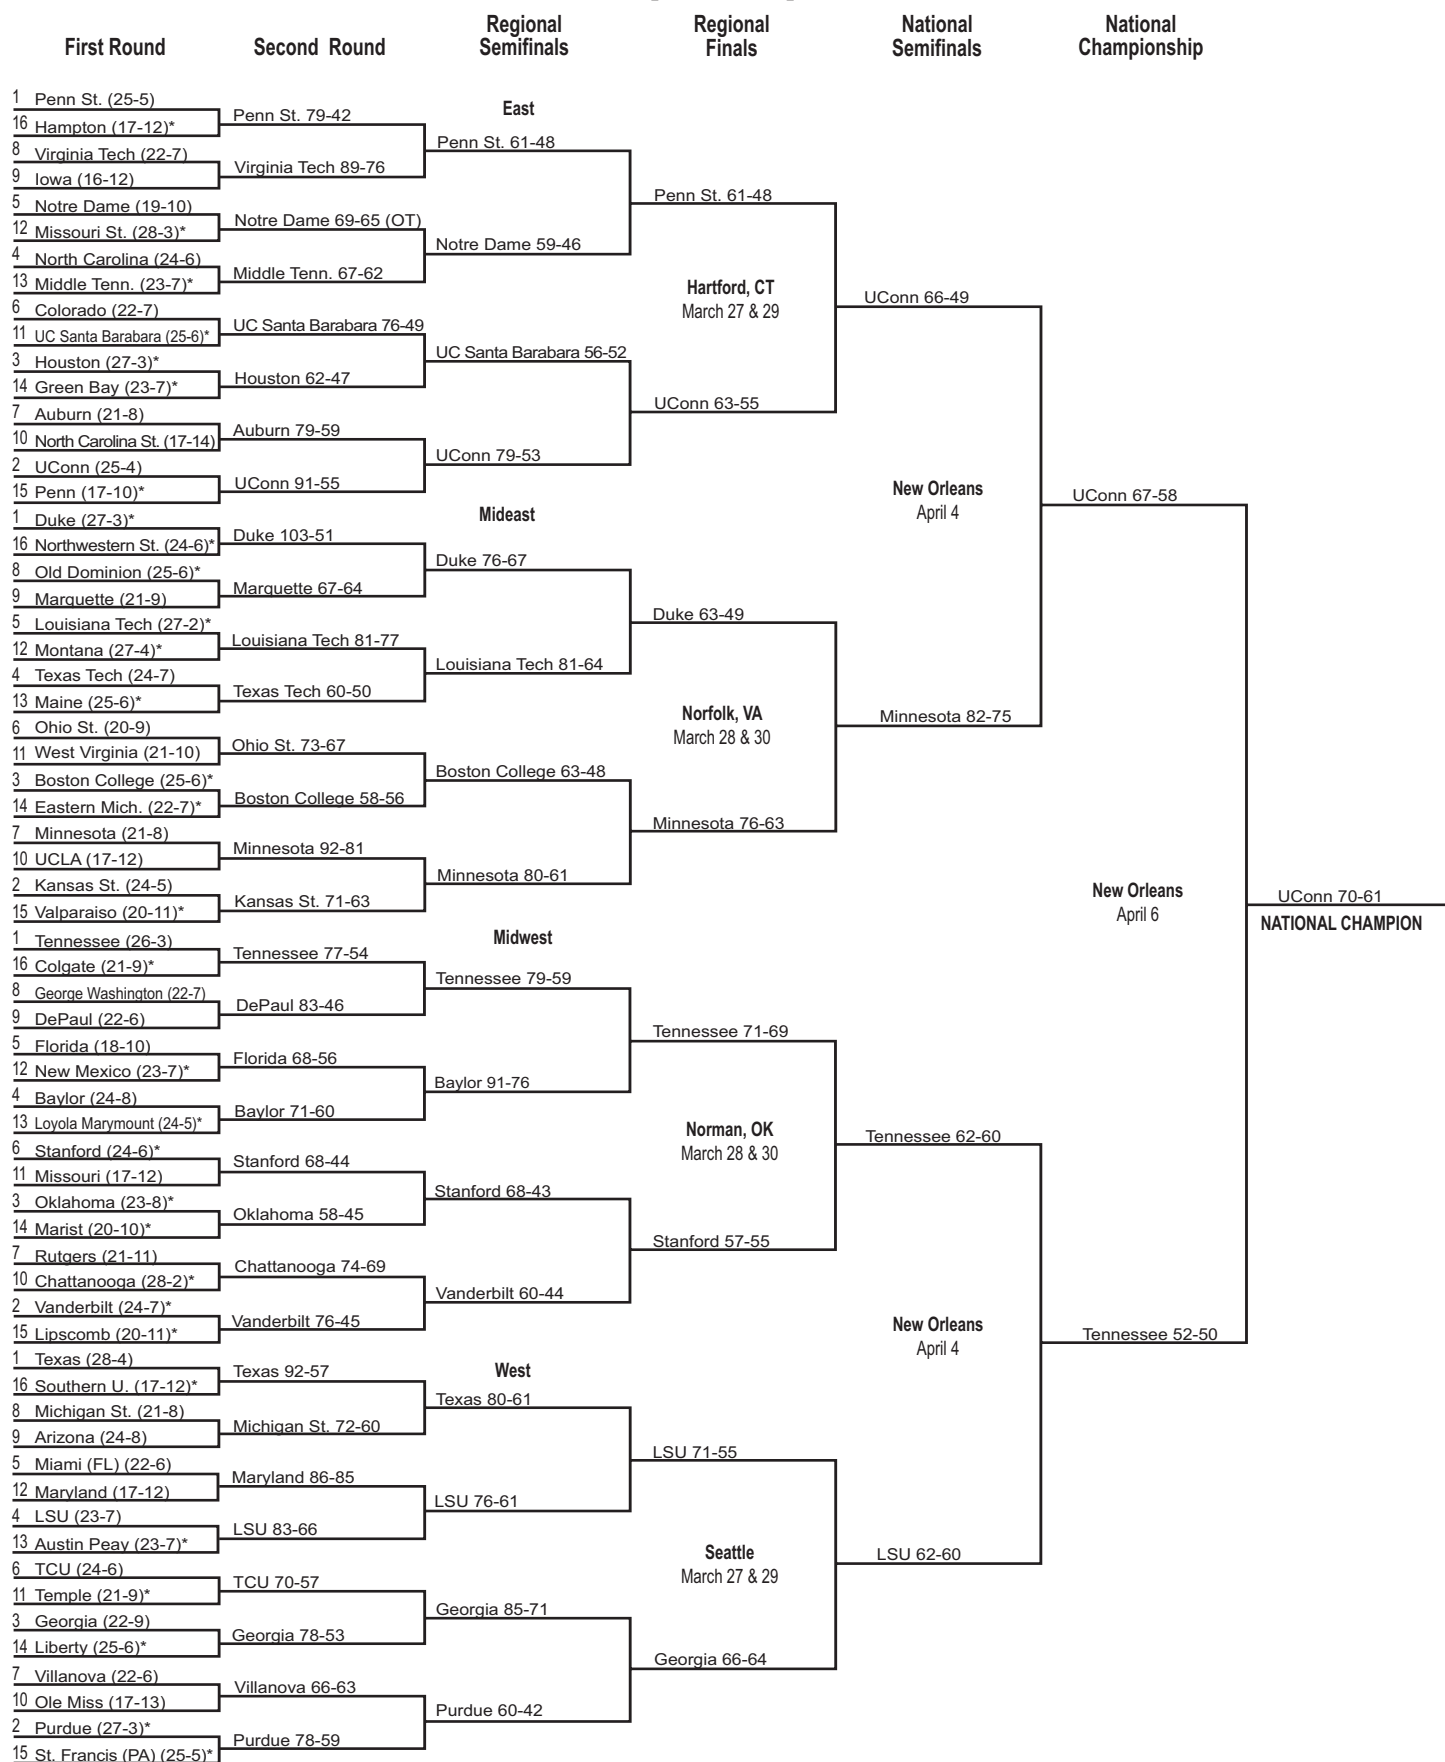 First Round
Second Round
Regional
Semifinals
Regional
Finals
National
Semifinals
National
Championship
1 Penn St. (25-5)
16 Hampton (17-12)*
8 Virginia Tech (22-7)
9 Iowa (16-12)
5 Notre Dame (19-10)
12 Missouri St. (28-3)*
4 North Carolina (24-6)
13 Middle Tenn. (23-7)*
6 Colorado (22-7)
11 UC Santa Barabara (25-6)*
3 Houston (27-3)*
14 Green Bay (23-7)*
7 Auburn (21-8)
10 North Carolina St. (17-14)
2 UConn (25-4)
15 Penn (17-10)*
1 Duke (27-3)*
16 Northwestern St. (24-6)*
8 Old Dominion (25-6)*
9 Marquette (21-9)
5 Louisiana Tech (27-2)*
12 Montana (27-4)*
4 Texas Tech (24-7)
13 Maine (25-6)*
6 Ohio St. (20-9)
11 West Virginia (21-10)
3 Boston College (25-6)*
14 Eastern Mich. (22-7)*
7 Minnesota (21-8)
10 UCLA (17-12)
2 Kansas St. (24-5)
15 Valparaiso (20-11)*
1 Tennessee (26-3)
16 Colgate (21-9)*
8 George Washington (22-7)
9 DePaul (22-6)
5 Florida (18-10)
12 New Mexico (23-7)*
4 Baylor (24-8)
13 Loyola Marymount (24-5)*
6 Stanford (24-6)*
11 Missouri (17-12)
3 Oklahoma (23-8)*
14 Marist (20-10)*
7 Rutgers (21-11)
10 Chattanooga (28-2)*
2 Vanderbilt (24-7)*
15 Lipscomb (20-11)*
1 Texas (28-4)
16 Southern U. (17-12)*
8 Michigan St. (21-8)
9 Arizona (24-8)
5 Miami (FL) (22-6)
12 Maryland (17-12)
4 LSU (23-7)
13 Austin Peay (23-7)*
6 TCU (24-6)
11 Temple (21-9)*
3 Georgia (22-9)
14 Liberty (25-6)*
7 Villanova (22-6)
10 Ole Miss (17-13)
2 Purdue (27-3)*
15 St. Francis (PA) (25-5)*
Penn St. 79-42
Virginia Tech 89-76
Notre Dame 69-65 (OT)
Middle Tenn. 67-62
UC Santa Barabara 76-49
Houston 62-47
Auburn 79-59
UConn 91-55
Duke 103-51
Marquette 67-64
Louisiana Tech 81-77
Texas Tech 60-50
Ohio St. 73-67
Boston College 58-56
Minnesota 92-81
Kansas St. 71-63
Tennessee 77-54
DePaul 83-46
Florida 68-56
Baylor 71-60
Stanford 68-44
Oklahoma 58-45
Chattanooga 74-69
Vanderbilt 76-45
Texas 92-57
Michigan St. 72-60
Maryland 86-85
LSU 83-66
TCU 70-57
Georgia 78-53
Villanova 66-63
Purdue 78-59
East
Penn St. 61-48
Notre Dame 59-46
UC Santa Barabara 56-52
UConn 79-53
Mideast
Duke 76-67
Louisiana Tech 81-64
Boston College 63-48
Minnesota 80-61
Midwest
Tennessee 79-59
Baylor 91-76
Stanford 68-43
Vanderbilt 60-44
West
Texas 80-61
LSU 76-61
Georgia 85-71
Purdue 60-42
Penn St. 61-48
Hartford, CT
March 27 & 29
UConn 63-55
Duke 63-49
Norfolk, VA
March 28 & 30
Minnesota 76-63
Tennessee 71-69
Norman, OK
March 28 & 30
Stanford 57-55
LSU 71-55
Seattle
March 27 & 29
Georgia 66-64
UConn 66-49
New Orleans
April 4
Minnesota 82-75
Tennessee 62-60
New Orleans
April 4
LSU 62-60
UConn 67-58
New Orleans
April 6
Tennessee 52-50
UConn 70-61
NATIONAL CHAMPION